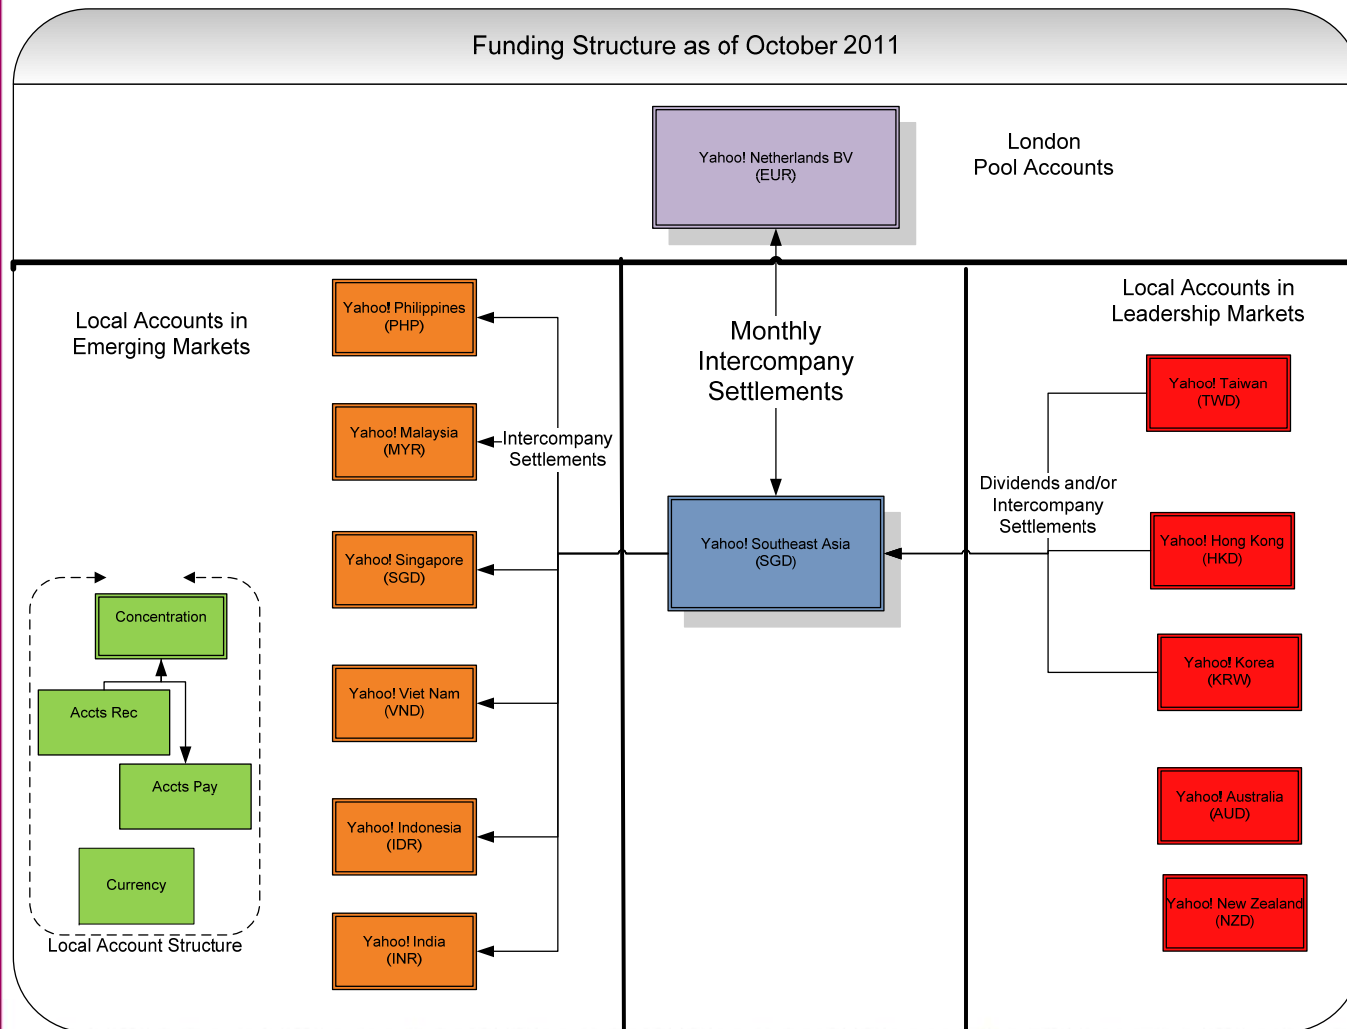 Funding Structure as of October 2011
Yahoo! Netherlands BV
(EUR)
London
Pool Accounts
Local Accounts in
Emerging Markets
Yahoo! Philippines
(PHP)
Yahoo! Malaysia
(MYR)
Intercompany
Settlements
Yahoo! Singapore
(SGD)
Yahoo! Viet Nam
(VND)
Yahoo! Indonesia
(IDR)
Yahoo! India
(INR)
Concentration
Accts Rec
Accts Pay
Currency
Local Account Structure
Monthly
Intercompany
Settlements
Yahoo! Southeast Asia
(SGD)
Local Accounts in
Leadership Markets
Dividends and/or
Intercompany
Settlements
Yahoo! Taiwan
(TWD)
Yahoo! Hong Kong
(HKD)
Yahoo! Korea
(KRW)
Yahoo! Australia
(AUD)
Yahoo! New Zealand
(NZD)